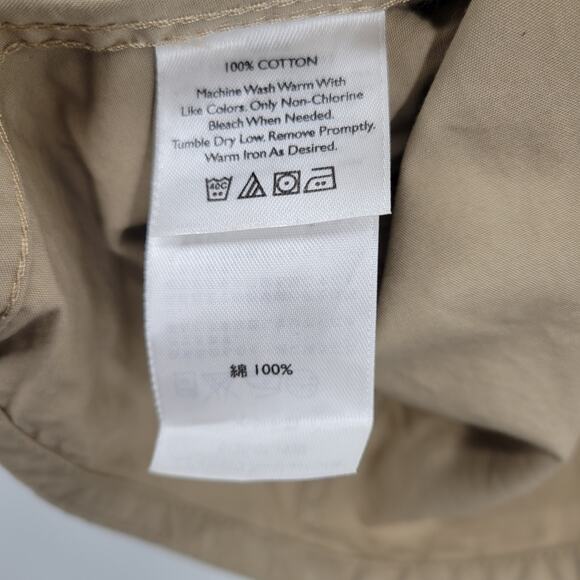 100% COTTON
Machine Wash Warm With
Like Colors. Only Non-Chlorine
Bleach When Needed.
Tumble Dry Low. Remove Promptly.
Warm Iron As Desired.
40C
綿 100%